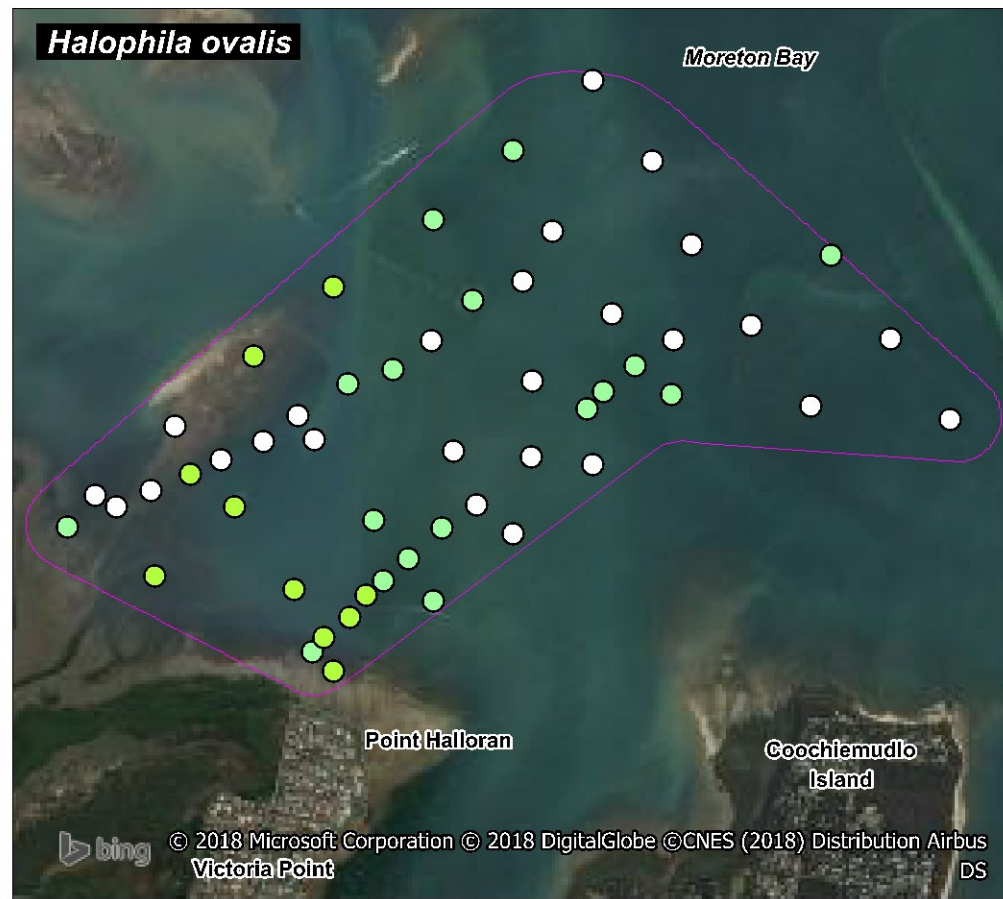 Halophila ovalis
Moreton Bay
Point Halloran
Coochiemudlo
Island
bing
© 2018 Microsoft Corporation © 2018 DigitalGlobe ©CNES (2018) Distribution Airbus
DS
Victoria Point